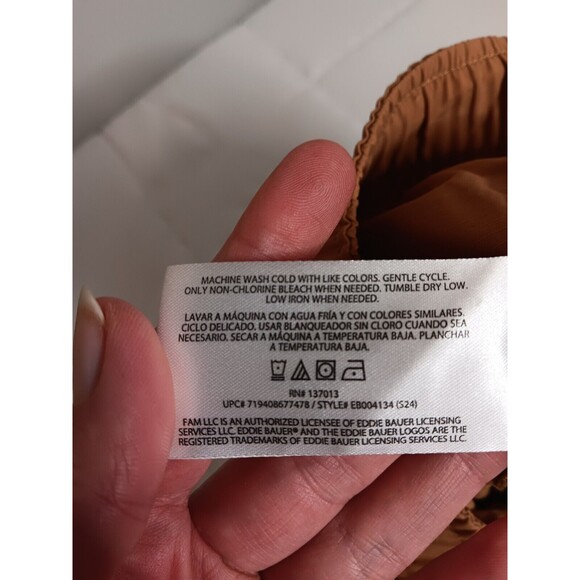 MACHINE WASH COLD WITH LIKE COLORS. GENTLE CYCLE.
ONLY NON-CHLORINE BLEACH WHEN NEEDED. TUMBLE DRY LOW.
LOW IRON WHEN NEEDED.
LAVAR A MÁQUINA CON AGUA FRÍA Y CON COLORES SIMILARES.
CICLO DELICADO. USAR BLANQUEADOR SIN CLORO CUANDO SEA
NECESARIO. SECAR A MÁQUINA A TEMPERATURA BAJA. PLANCHAR
A TEMPERATURA BAJA.
RN# 137013
UPC# 719408677478 / STYLE# EB004134 (S24)
FAM LLC IS AN AUTHORIZED LICENSEE OF EDDIE BAUER LICENSING
SERVICES LLC. EDDIE BAUER® AND THE EDDIE BAUER LOGOS ARE THE
REGISTERED TRADEMARKS OF EDDIE BAUER LICENSING SERVICES LLC.